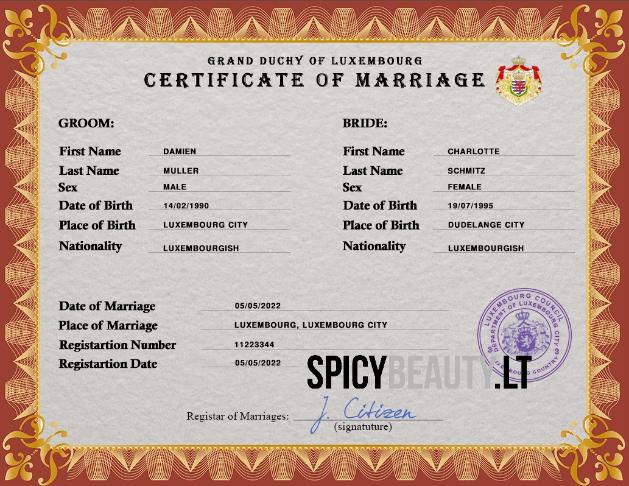 GRAND DUCHY OF LUXEMBOURG
CERTIFICATE OF MARRIAGE
GROOM:
First Name DAMIEN
Last Name MULLER
Sex MALE
Date of Birth 14/02/1990
Place of Birth LUXEMBOURG CITY
Nationality LUXEMBOURGISH
BRIDE:
First Name CHARLOTTE
Last Name SCHMITZ
Sex FEMALE
Date of Birth 19/07/1995
Place of Birth DUDELANGE CITY
Nationality LUXEMBOURGISH
Date of Marriage 05/05/2022
Place of Marriage LUXEMBOURG, LUXEMBOURG CITY
Registartion Number 11223344
Registartion Date 05/05/2022
LUXEMBOURG COUNCIL
DEPARTMENT OF LUXEMBOURG CITY
COUNTRY
SPICYBEAUTY.LT
Registar of Marriages: J. Citizen
(signatuture)